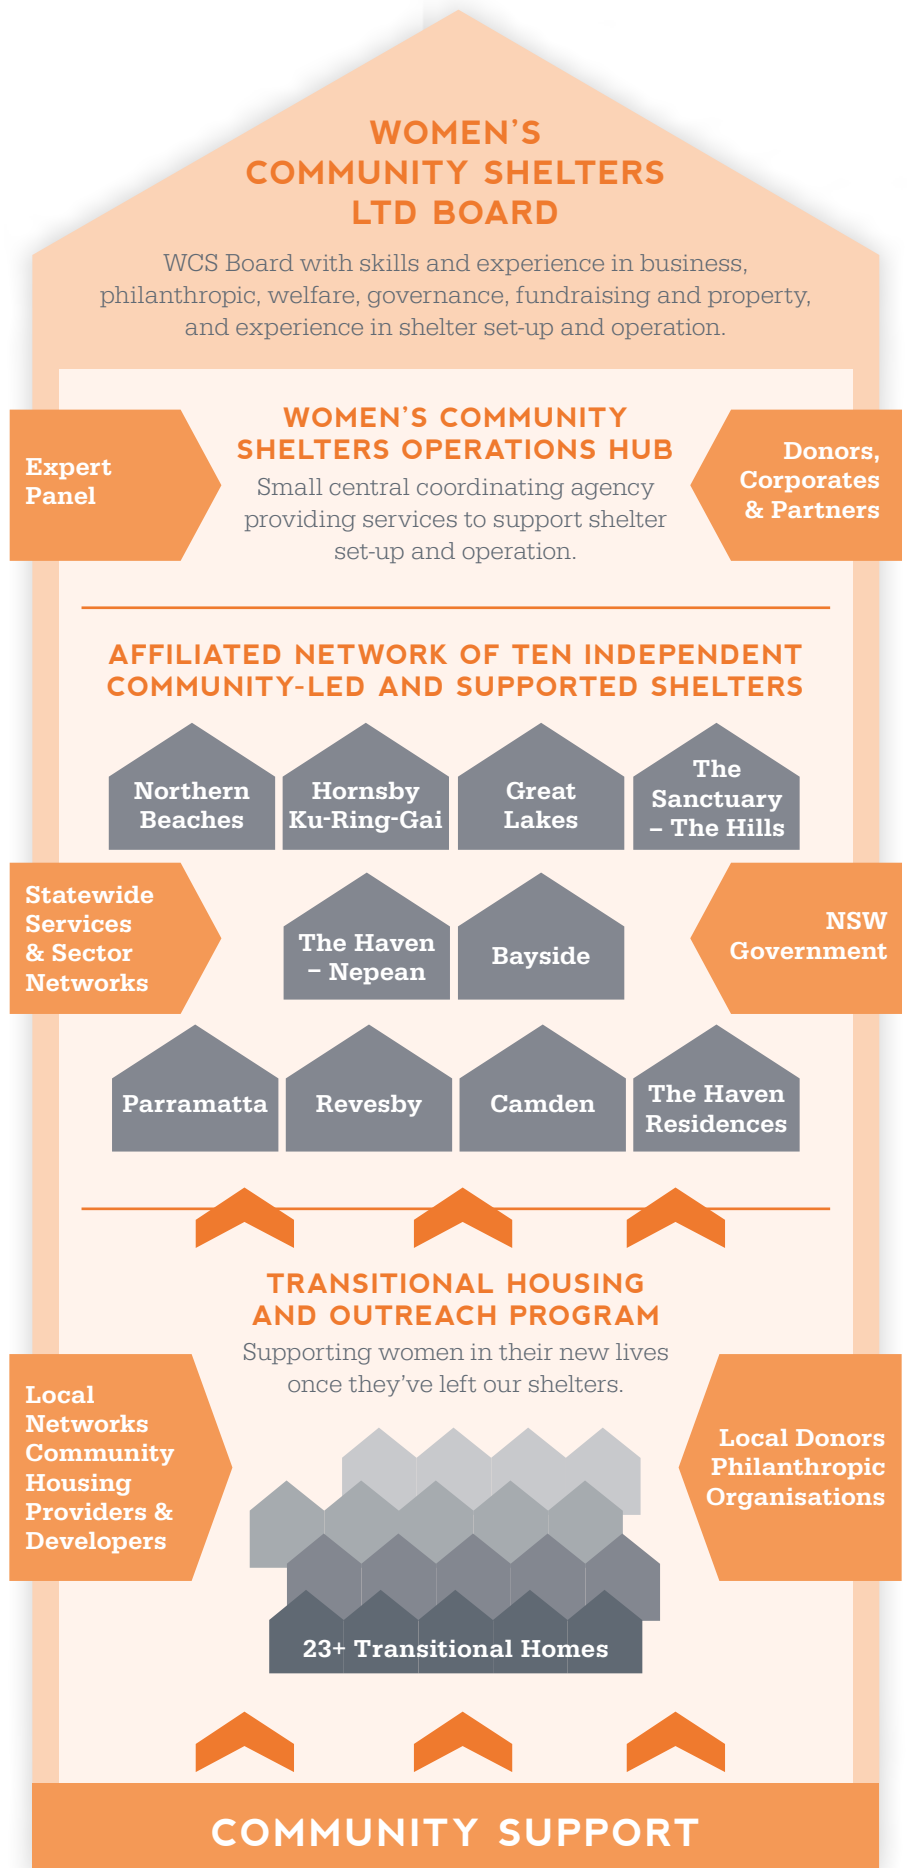 WOMEN'S
COMMUNITY SHELTERS
LTD BOARD
WCS Board with skills and experience in business,
philanthropic, welfare, governance, fundraising and property,
and experience in shelter set-up and operation.
Expert
Panel
WOMEN'S COMMUNITY
SHELTERS OPERATIONS HUB
Small central coordinating agency
providing services to support shelter
set-up and operation.
Donors,
Corporates
& Partners
AFFILIATED NETWORK OF TEN INDEPENDENT
COMMUNITY-LED AND SUPPORTED SHELTERS
Northern
Beaches
Hornsby
Ku-Ring-Gai
Great
Lakes
The
Sanctuary
– The Hills
Statewide
Services
& Sector
Networks
The Haven
– Nepean
Bayside
NSW
Government
Parramatta
Revesby
Camden
The Haven
Residences
TRANSITIONAL HOUSING
AND OUTREACH PROGRAM
Supporting women in their new lives
once they've left our shelters.
Local
Networks
Community
Housing
Providers &
Developers
Local Donors
Philanthropic
Organisations
23+ Transitional Homes
COMMUNITY SUPPORT